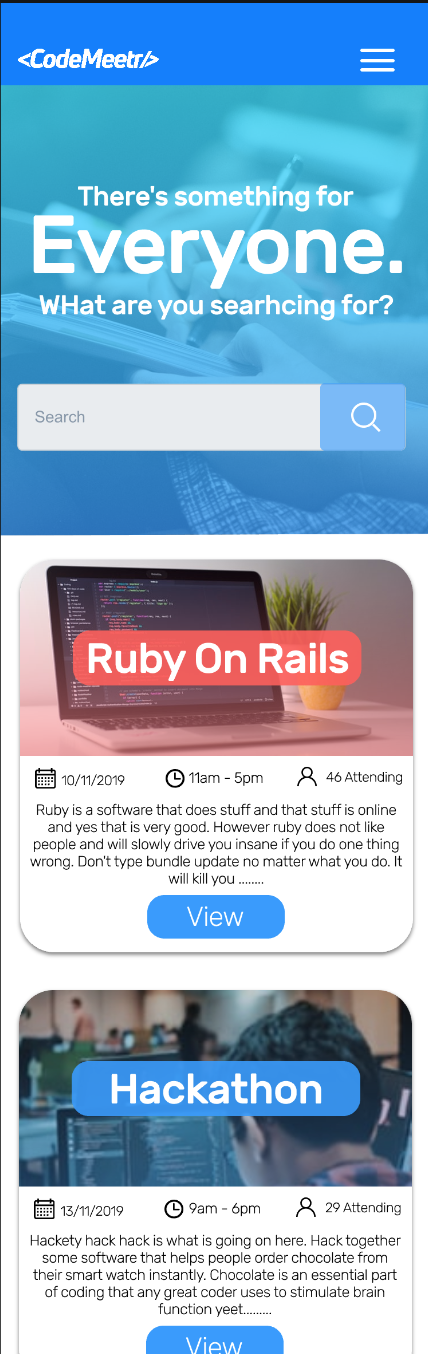 <CodeMeetr/>
There's something for
Everyone.
WHat are you searhcing for?
Search
Ruby On Rails
10/11/2019 11am - 5pm 46 Attending
Ruby is a software that does stuff and that stuff is online
and yes that is very good. However ruby does not like
people and will slowly drive you insane if you do one thing
wrong. Don't type bundle update no matter what you do. It
will kill you ........
View
Hackathon
13/11/2019 9am - 6pm 29 Attending
Hackety hack hack is what is going on here. Hack together
some software that helps people order chocolate from
their smart watch instantly. Chocolate is an essential part
of coding that any great coder uses to stimulate brain
function yeet.........
View